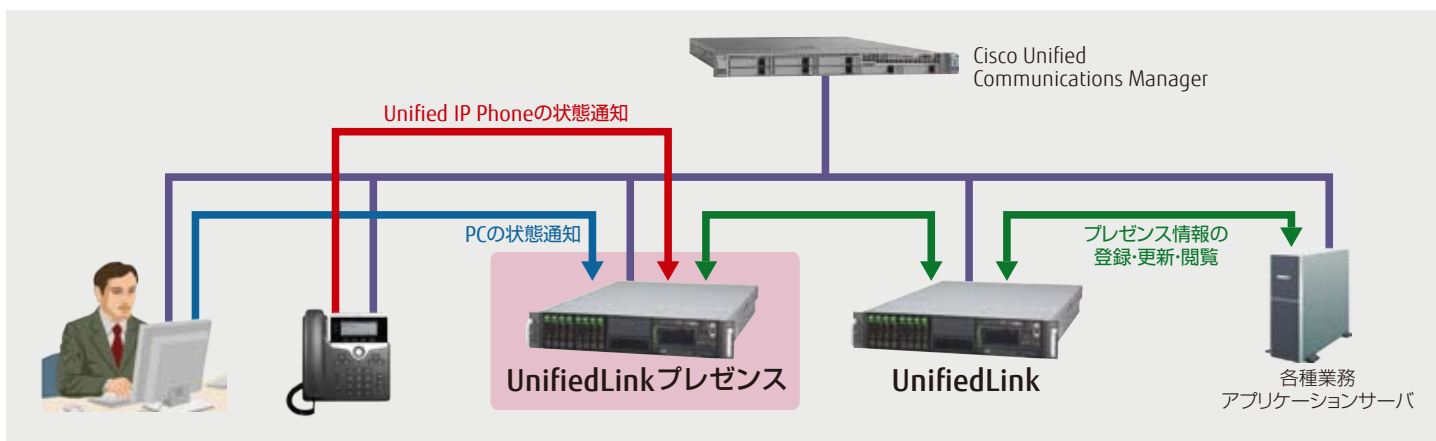 Cisco Unified
Communications Manager
Unified IP Phoneの状態通知
PCの状態通知
プレゼンス情報の
登録・更新・閲覧
UnifiedLinkプレゼンス
UnifiedLink
各種業務
アプリケーションサーバ